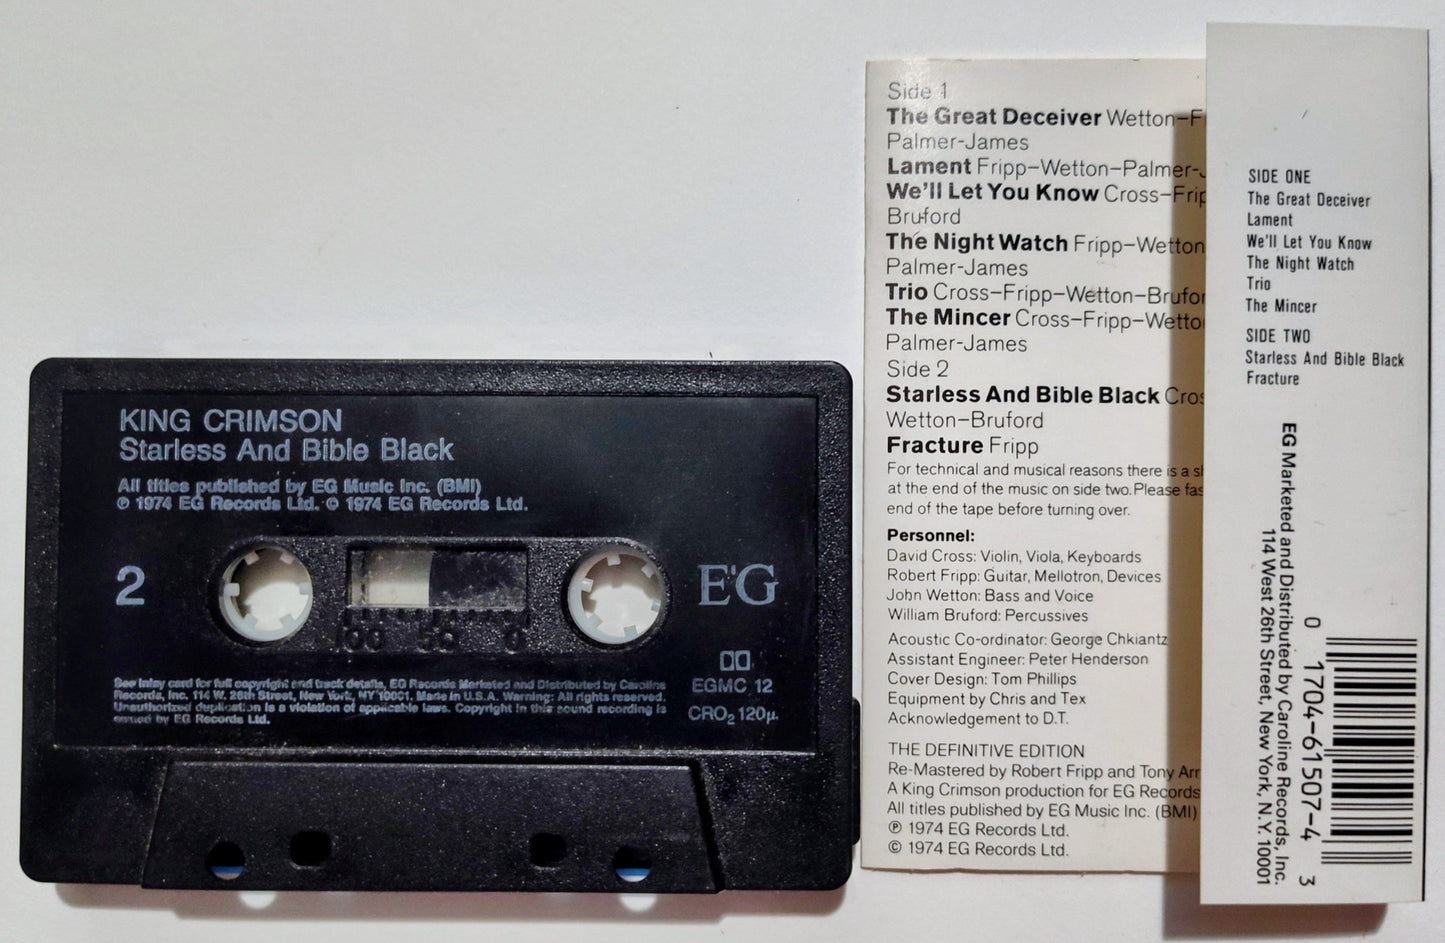 KING CRIMSON
Starless And Bible Black
All titles published by EG Music Inc. (BMI)
℗ 1974 EG Records Ltd. © 1974 EG Records Ltd.
2
E'G
100 50 0
EGMC 12
CRO₂ 120µ
See inlay card for full copyright and track details, EG Records Marketed and Distributed by Caroline
Records, Inc. 114 W. 26th Street, New York, NY 10001. Made in U.S.A. Warning: All rights reserved.
Unauthorized duplication is a violation of applicable laws. Copyright in this sound recording is
owned by EG Records Ltd.
Side 1
The Great Deceiver Wetton–F
Palmer-James
Lament Fripp–Wetton–Palmer-J
We'll Let You Know Cross–Frip
Bruford
The Night Watch Fripp–Wetton
Palmer-James
Trio Cross–Fripp–Wetton–Brufor
The Mincer Cross–Fripp–Wetto
Palmer-James
Side 2
Starless And Bible Black Cros
Wetton–Bruford
Fracture Fripp
For technical and musical reasons there is a sh
at the end of the music on side two. Please fas
end of the tape before turning over.
Personnel:
David Cross: Violin, Viola, Keyboards
Robert Fripp: Guitar, Mellotron, Devices
John Wetton: Bass and Voice
William Bruford: Percussives
Acoustic Co-ordinator: George Chkiantz
Assistant Engineer: Peter Henderson
Cover Design: Tom Phillips
Equipment by Chris and Tex
Acknowledgement to D.T.
THE DEFINITIVE EDITION
Re-Mastered by Robert Fripp and Tony Arr
A King Crimson production for EG Records
All titles published by EG Music Inc. (BMI)
℗ 1974 EG Records Ltd.
© 1974 EG Records Ltd.
SIDE ONE
The Great Deceiver
Lament
We'll Let You Know
The Night Watch
Trio
The Mincer
SIDE TWO
Starless And Bible Black
Fracture
EG Marketed and Distributed by Caroline Records, Inc.
114 West 26th Street, New York, N.Y. 10001
0 1704-61507-4 3